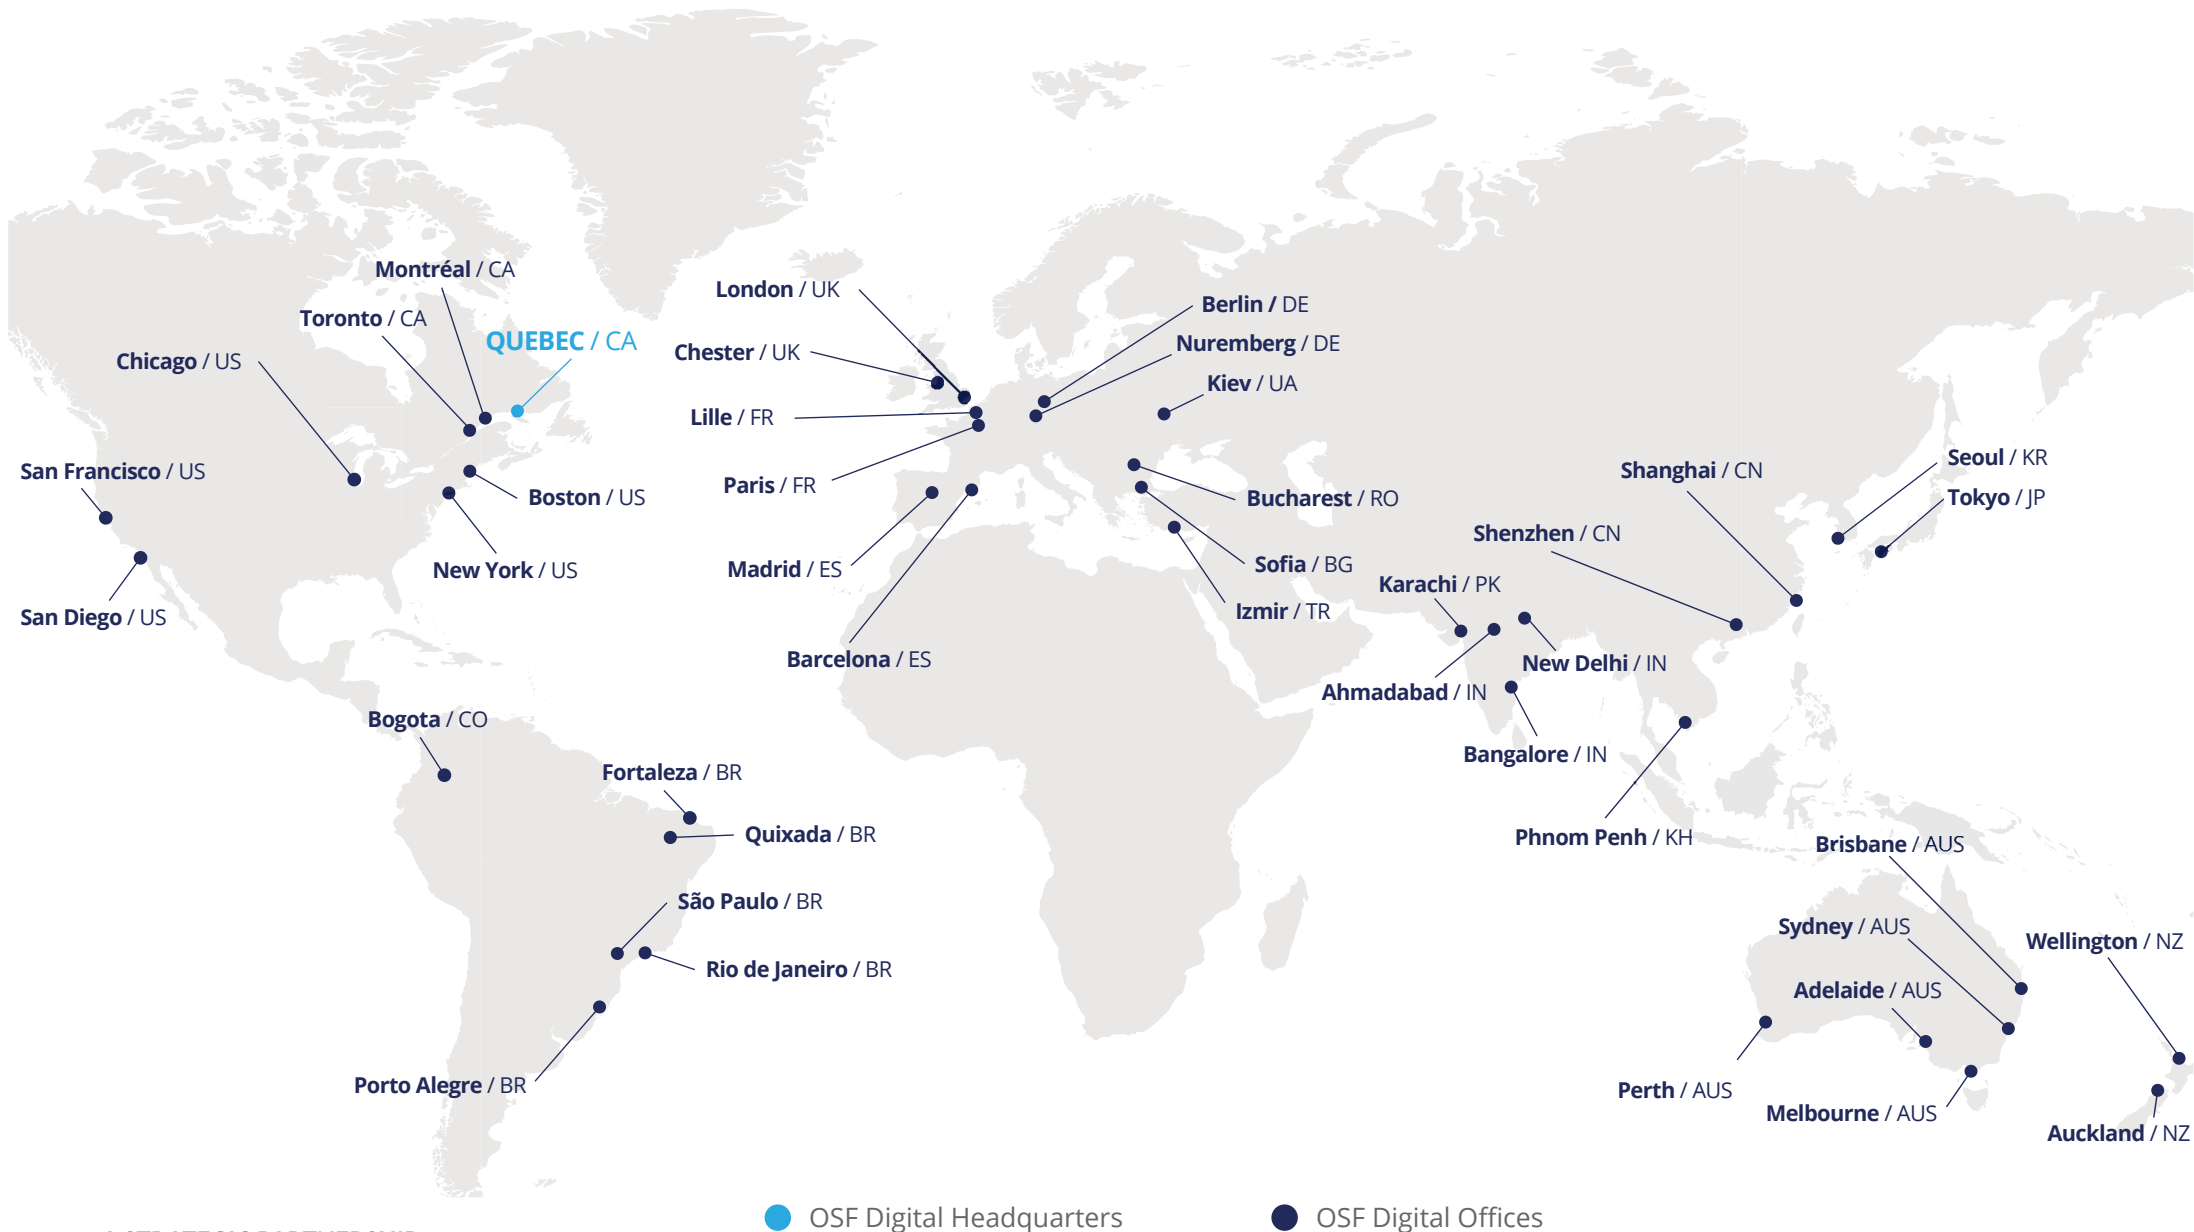 Montréal / CA
London / UK
Berlin / DE
Toronto / CA
QUEBEC / CA
Nuremberg / DE
Chester / UK
Chicago / US
Kiev / UA
Lille / FR
Seoul / KR
San Francisco / US
Shanghai / CN
Paris / FR
Boston / US
Bucharest / RO
Tokyo / JP
Shenzhen / CN
Sofia / BG
Madrid / ES
New York / US
Karachi / PK
Izmir / TR
San Diego / US
Barcelona / ES
New Delhi / IN
Ahmadabad / IN
Bogota / CO
Bangalore / IN
Fortaleza / BR
Quixada / BR
Phnom Penh / KH
Brisbane / AUS
São Paulo / BR
Sydney / AUS
Wellington / NZ
Rio de Janeiro / BR
Adelaide / AUS
Porto Alegre / BR
Perth / AUS
Melbourne / AUS
Auckland / NZ
OSF Digital Headquarters
OSF Digital Offices